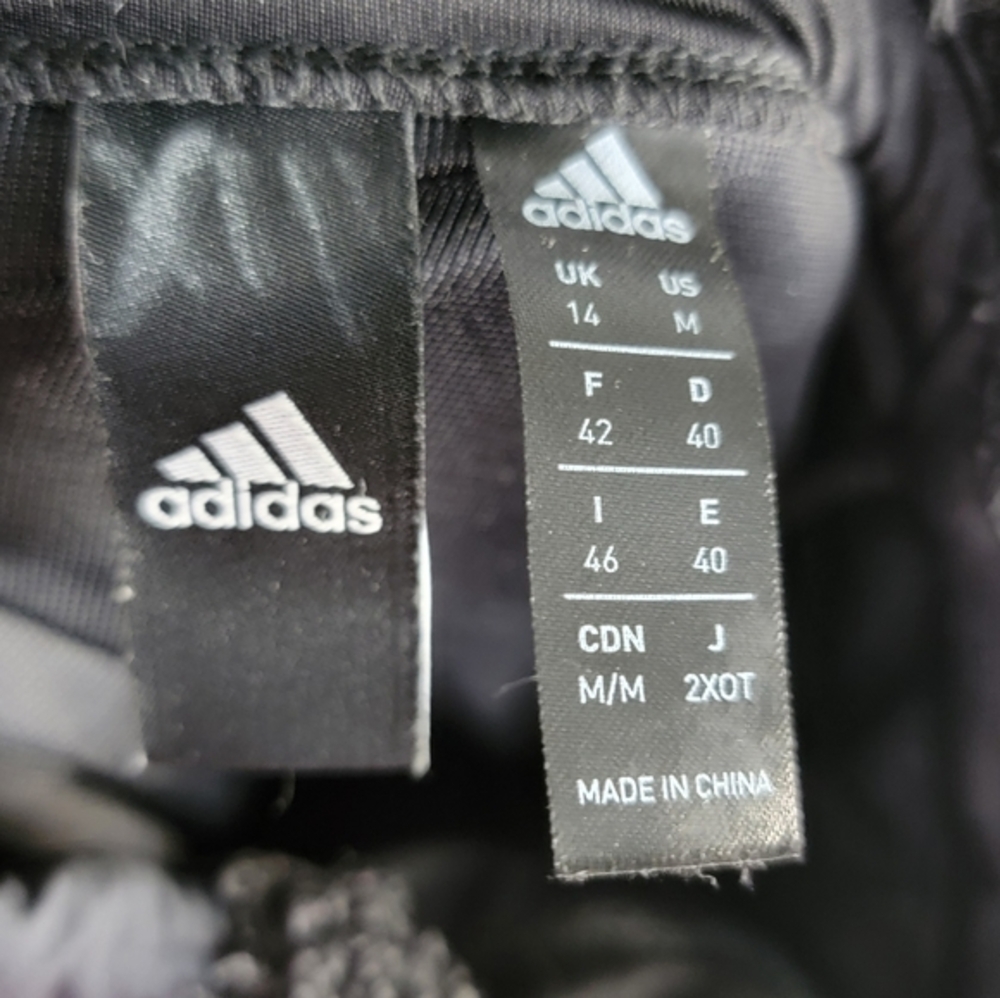 adidas
adidas
UK US
14 M
F D
42 40
I E
46 40
CDN J
M/M 2XOT
MADE IN CHINA